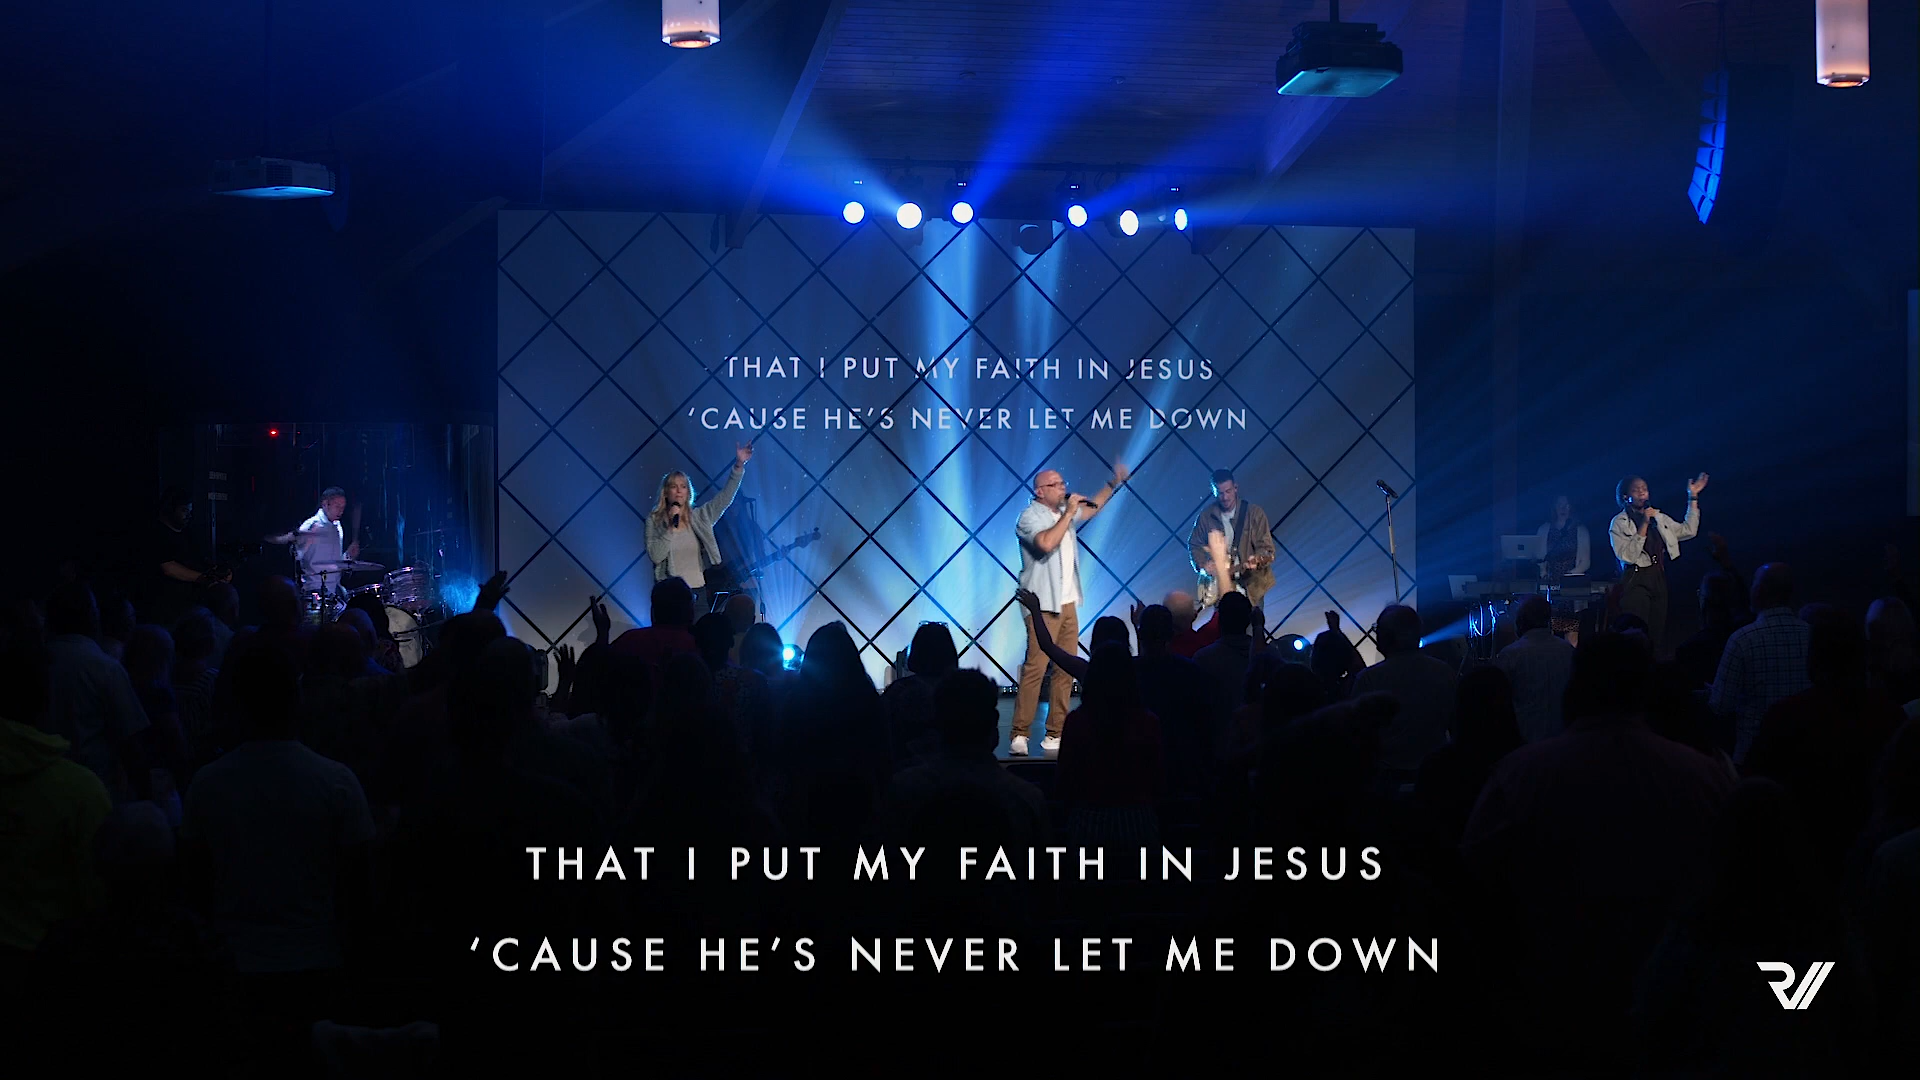 THAT I PUT MY FAITH IN JESUS
‘CAUSE HE’S NEVER LET ME DOWN
THAT I PUT MY FAITH IN JESUS
‘CAUSE HE’S NEVER LET ME DOWN